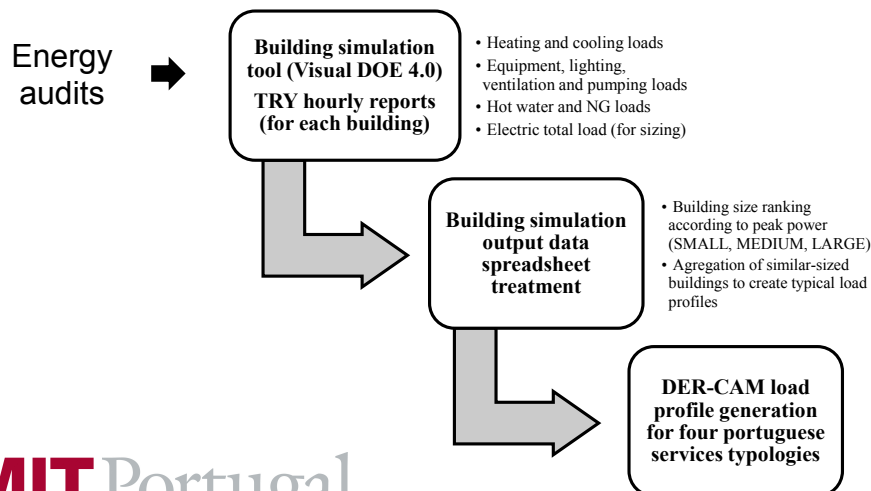 Energy
audits
Building simulation
tool (Visual DOE 4.0)
TRY hourly reports
(for each building)
• Heating and cooling loads
• Equipment, lighting,
ventilation and pumping loads
• Hot water and NG loads
• Electric total load (for sizing)
Building simulation
output data
spreadsheet
treatment
• Building size ranking
according to peak power
(SMALL, MEDIUM, LARGE)
• Agregation of similar-sized
buildings to create typical load
profiles
DER-CAM load
profile generation
for four portuguese
services typologies
MIT Portugal